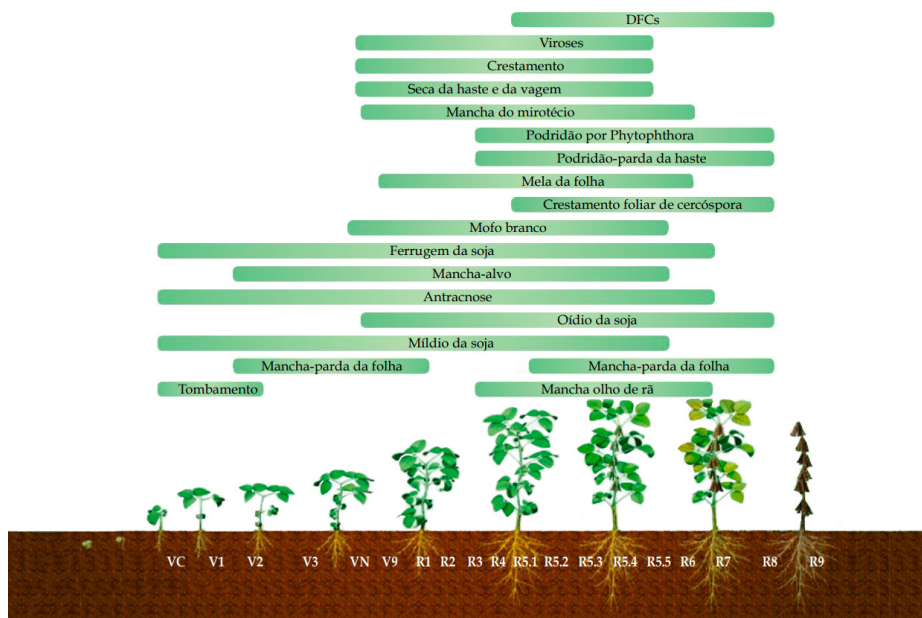 DFCs
Viroses
Crestamento
Seca da haste e da vagem
Mancha do mirotécio
Podridão por Phytophthora
Podridão-parda da haste
Mela da folha
Crestamento foliar de cercóspora
Mofo branco
Ferrugem da soja
Mancha-alvo
Antracnose
Oídio da soja
Míldio da soja
Mancha-parda da folha Mancha-parda da folha
Tombamento Mancha olho de rã
VC V1 V2 V3 VN V9 R1 R2 R3 R4 R5.1 R5.2 R5.3 R5.4 R5.5 R6 R7 R8 R9